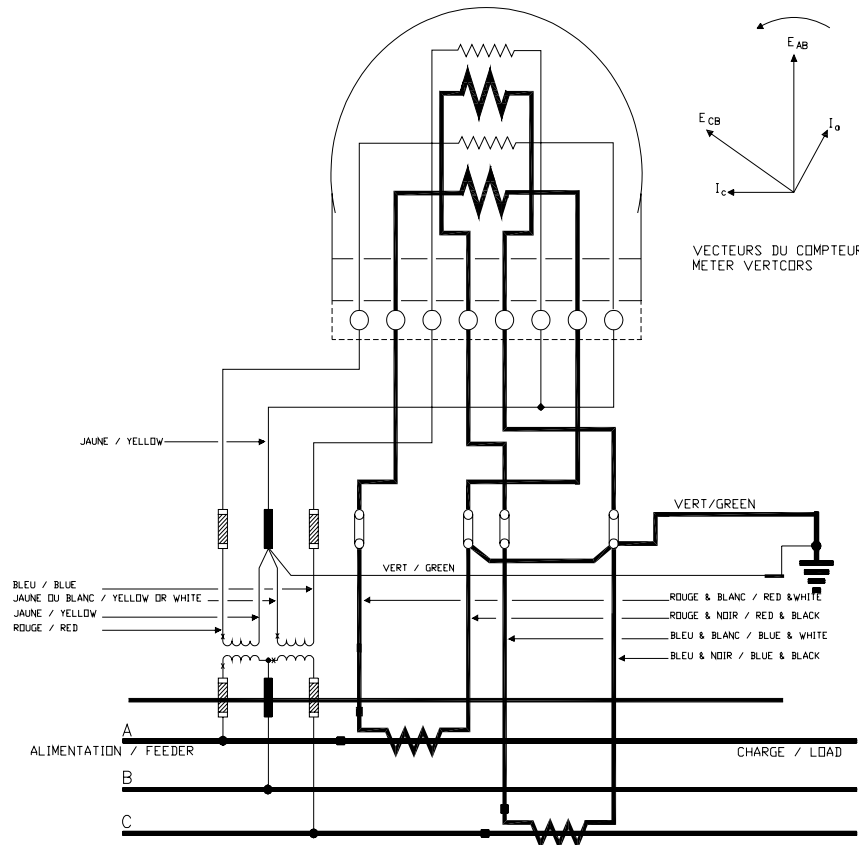 E AB
E CB
I a
I c
VECTEURS DU COMPTEUR
METER VERTCORS
JAUNE / YELLOW
VERT/GREEN
VERT / GREEN
BLEU / BLUE
JAUNE OU BLANC / YELLOW OR WHITE
JAUNE / YELLOW
ROUGE / RED
ROUGE & BLANC / RED &WHITE
ROUGE & NOIR / RED & BLACK
BLEU & BLANC / BLUE & WHITE
BLEU & NOIR / BLUE & BLACK
A
ALIMENTATION / FEEDER
CHARGE / LOAD
B
C